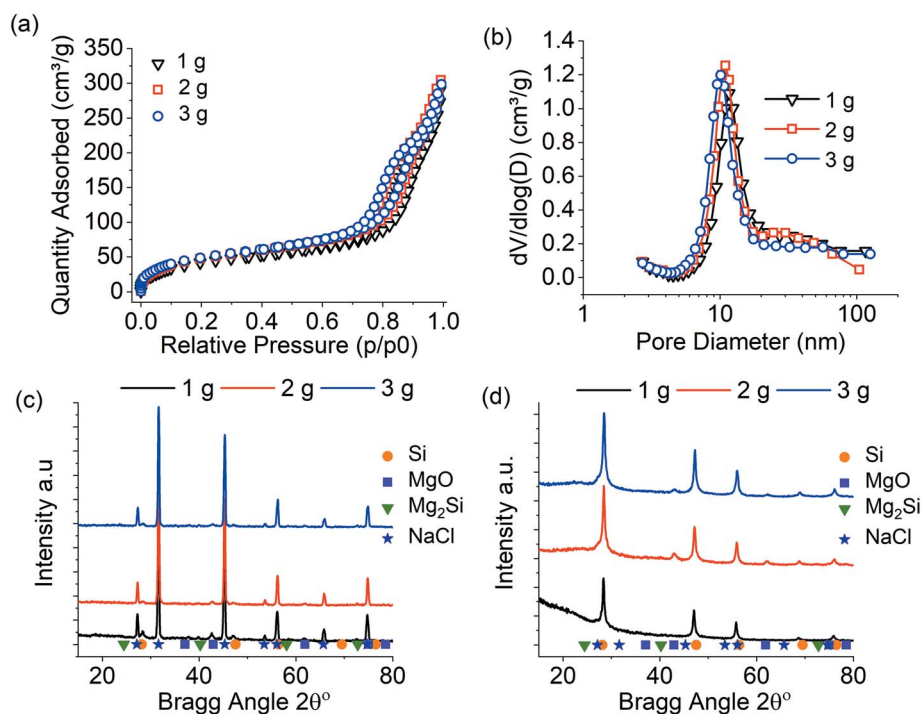 (a)
350
300
250
200
150
100
50
0
Quantity Adsorbed (cm³/g)
1 g
2 g
3 g
0.0 0.2 0.4 0.6 0.8 1.0
Relative Pressure (p/p0)
(b)
1.4
1.2
1.0
0.8
0.6
0.4
0.2
0.0
dV/dlog(D) (cm³/g)
1 g
2 g
3 g
1 10 100
Pore Diameter (nm)
(c)
1 g 2 g 3 g
Intensity a.u
Si
MgO
Mg₂Si
NaCl
20 40 60 80
Bragg Angle 2θº
(d)
1 g 2 g 3 g
Intensity a.u.
Si
MgO
Mg₂Si
NaCl
20 40 60 80
Bragg Angle 2θº